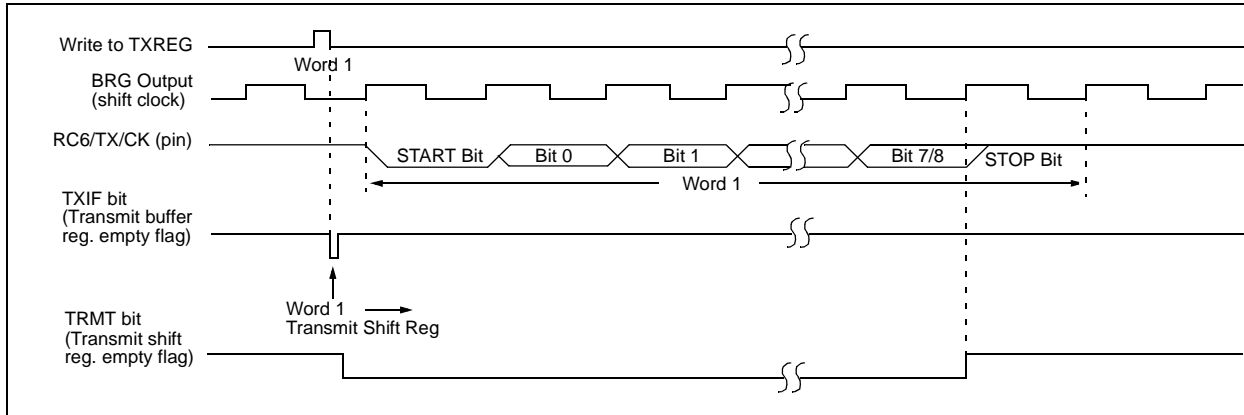 Write to TXREG
Word 1
BRG Output
(shift clock)
RC6/TX/CK (pin)
START Bit
Bit 0
Bit 1
Bit 7/8
STOP Bit
Word 1
TXIF bit
(Transmit buffer
reg. empty flag)
Word 1
Transmit Shift Reg
TRMT bit
(Transmit shift
reg. empty flag)